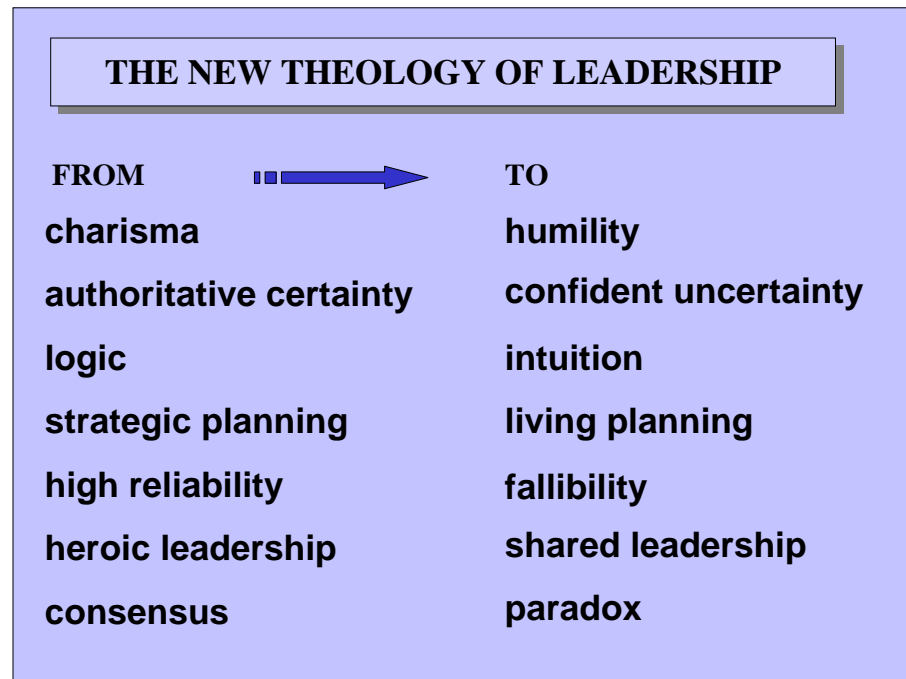 THE NEW THEOLOGY OF LEADERSHIP
FROM TO
charisma humility
authoritative certainty confident uncertainty
logic intuition
strategic planning living planning
high reliability fallibility
heroic leadership shared leadership
consensus paradox